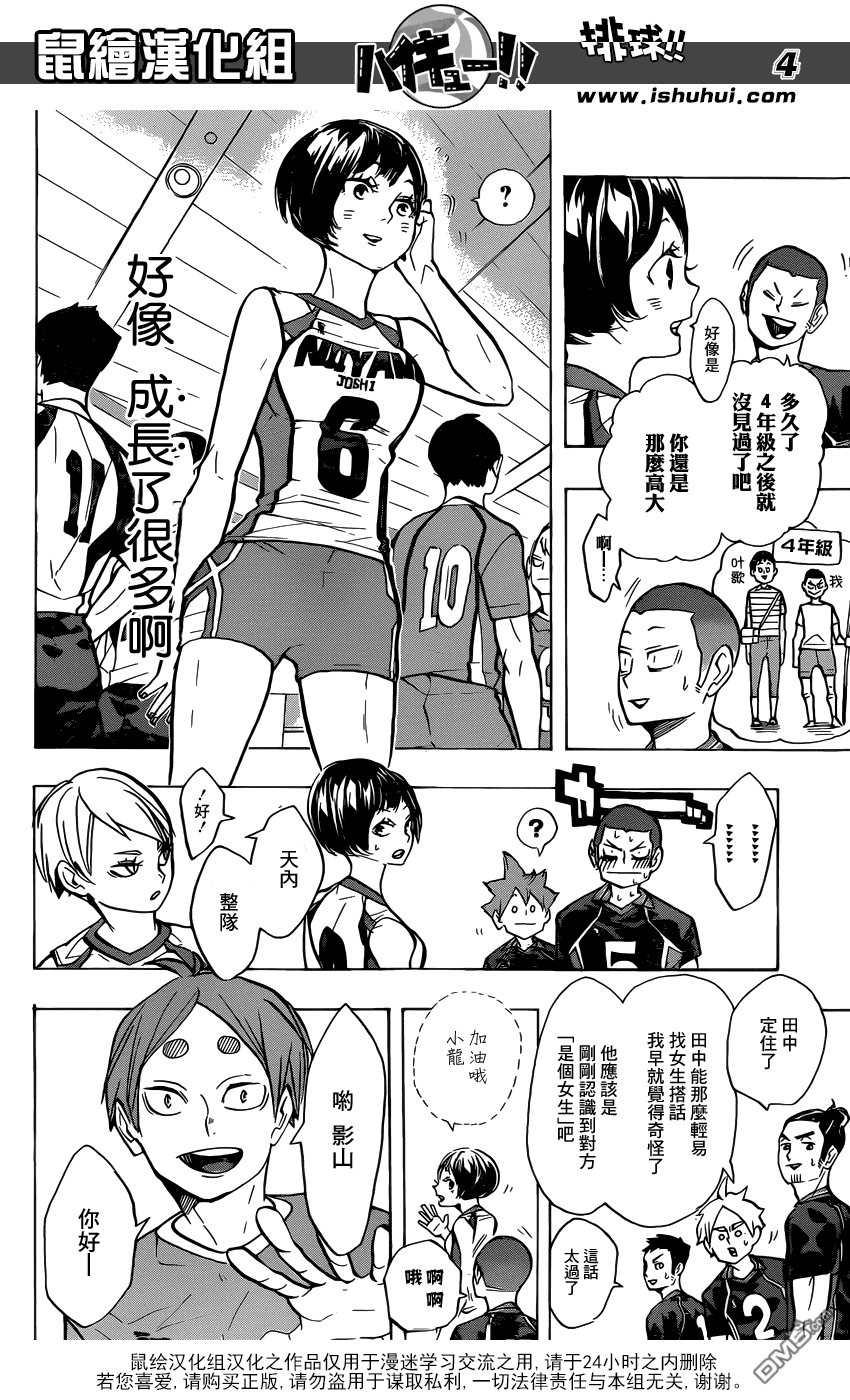 鼠繪漢化組
ハイキュー!!
排球!!
4
www.ishuhui.com
好像是
多久了
4年級之後就
沒見過了吧
你還是
那麼高大
?
好像 成長了很多啊
NIIYAMA
JOSHI
6
11
10
啊—…
4年級
叶歌
我
♥♥♥♥♥♥ ♥♥♥♥♥♥
?
5
天內
整隊
!好!
田中
定住了
田中能那麼輕易
找女生搭話
我早就覺得奇怪了
他應該是
剛剛認識到對方
「是個女生」吧
這話
太過了
1
2
加油哦
小龍
啊啊
哦
喲 影山
你好—
鼠绘汉化组汉化之作品仅用于漫迷学习交流之用, 请于24小时之内删除
若您喜爱, 请购买正版, 请勿盗用于谋取私利, 一切法律责任与本组无关, 谢谢。